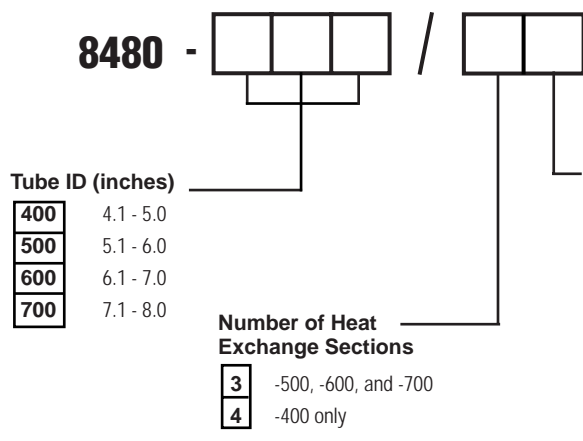 8480 - /
Tube ID (inches)
400 4.1 - 5.0
500 5.1 - 6.0
600 6.1 - 7.0
700 7.1 - 8.0
Number of Heat
Exchange Sections
3 -500, -600, and -700
4 -400 only